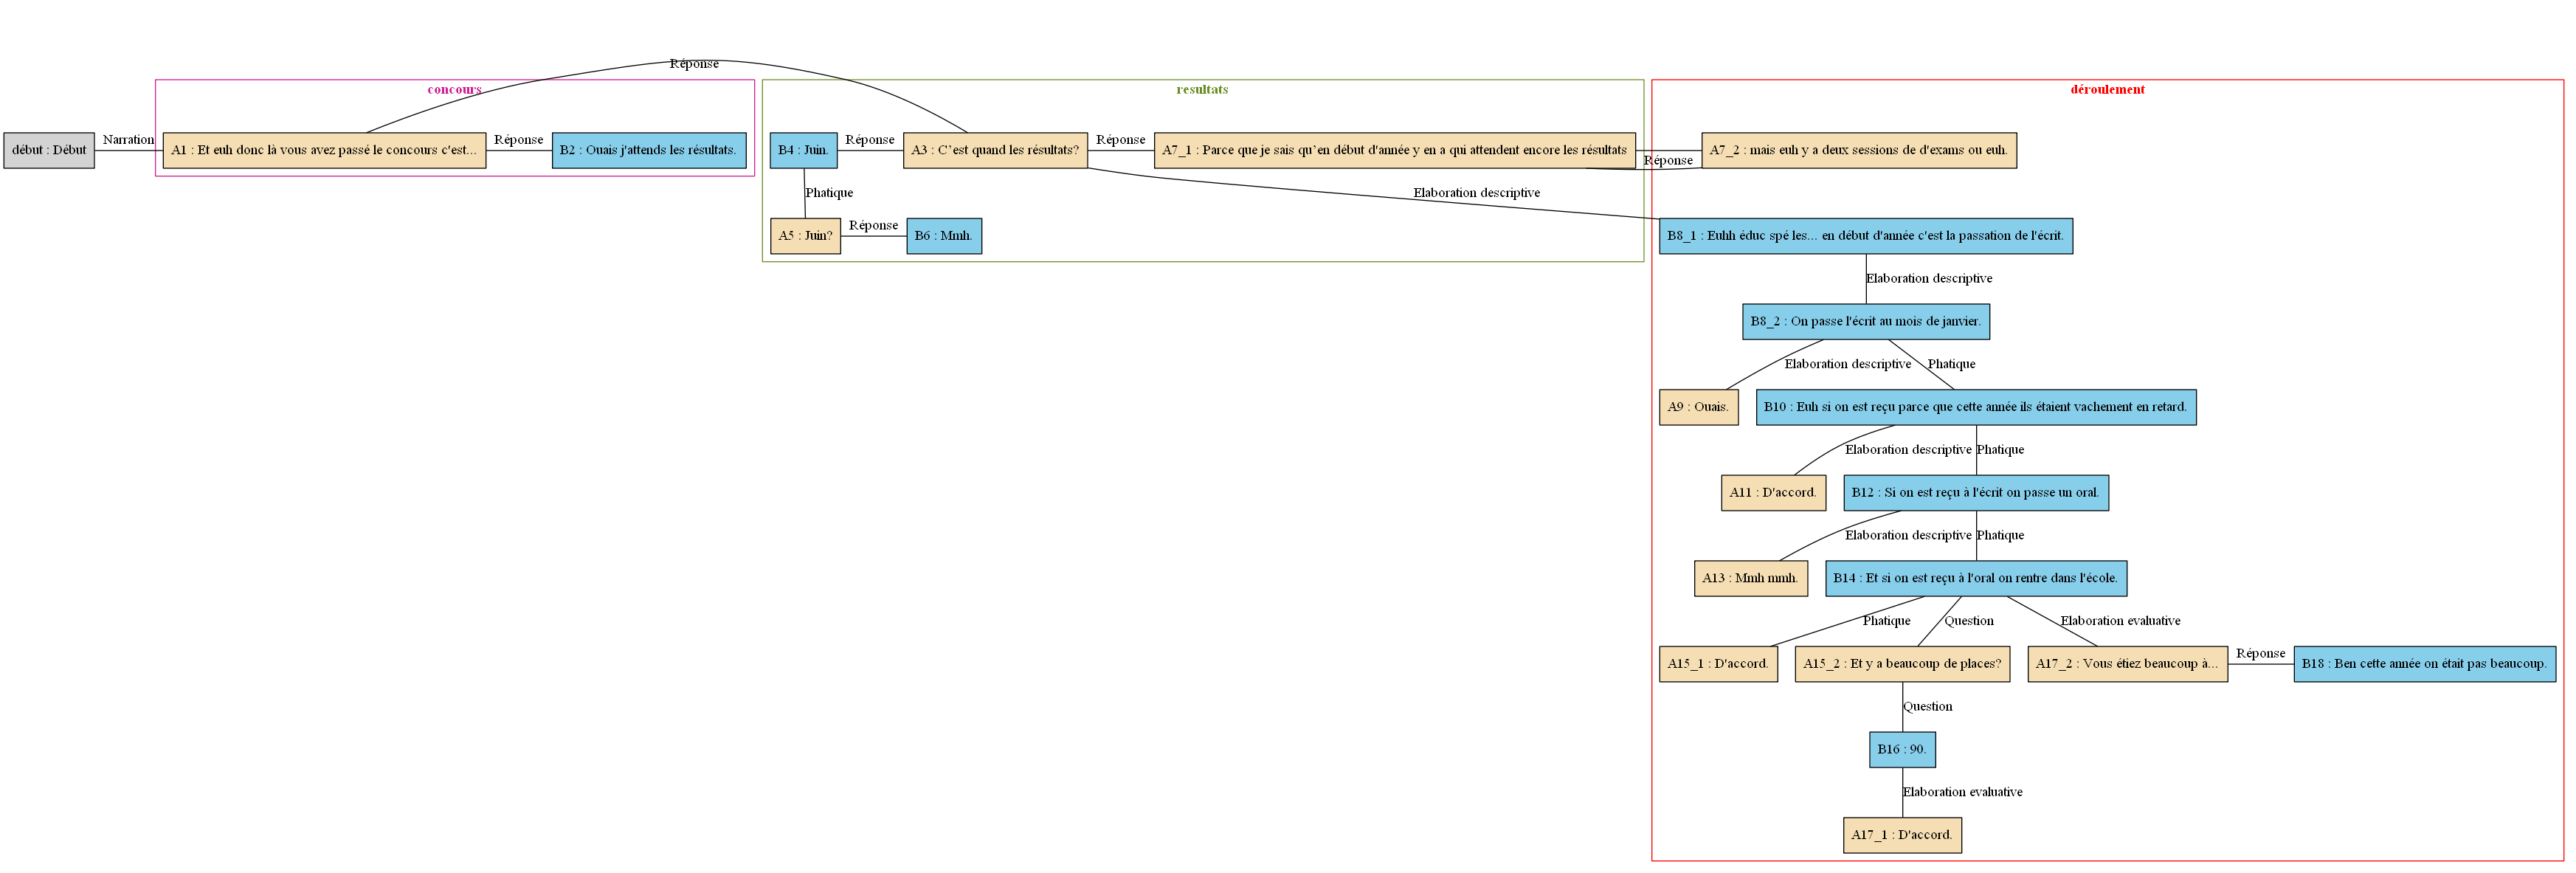 Réponse
concours
resultats
déroulement
début : Début
Narration
A1 : Et euh donc là vous avez passé le concours c'est...
Réponse
B2 : Ouais j'attends les résultats.
B4 : Juin.
Réponse
A3 : C’est quand les résultats?
Réponse
A7_1 : Parce que je sais qu’en début d'année y en a qui attendent encore les résultats
Réponse
A7_2 : mais euh y a deux sessions de d'exams ou euh.
Phatique
Elaboration descriptive
A5 : Juin?
Réponse
B6 : Mmh.
B8_1 : Euhh éduc spé les... en début d'année c'est la passation de l'écrit.
Elaboration descriptive
B8_2 : On passe l'écrit au mois de janvier.
Elaboration descriptive
Phatique
A9 : Ouais.
B10 : Euh si on est reçu parce que cette année ils étaient vachement en retard.
Elaboration descriptive
Phatique
A11 : D'accord.
B12 : Si on est reçu à l'écrit on passe un oral.
Elaboration descriptive
Phatique
A13 : Mmh mmh.
B14 : Et si on est reçu à l'oral on rentre dans l'école.
Phatique
Question
Elaboration evaluative
A15_1 : D'accord.
A15_2 : Et y a beaucoup de places?
A17_2 : Vous étiez beaucoup à...
Réponse
B18 : Ben cette année on était pas beaucoup.
Question
B16 : 90.
Elaboration evaluative
A17_1 : D'accord.